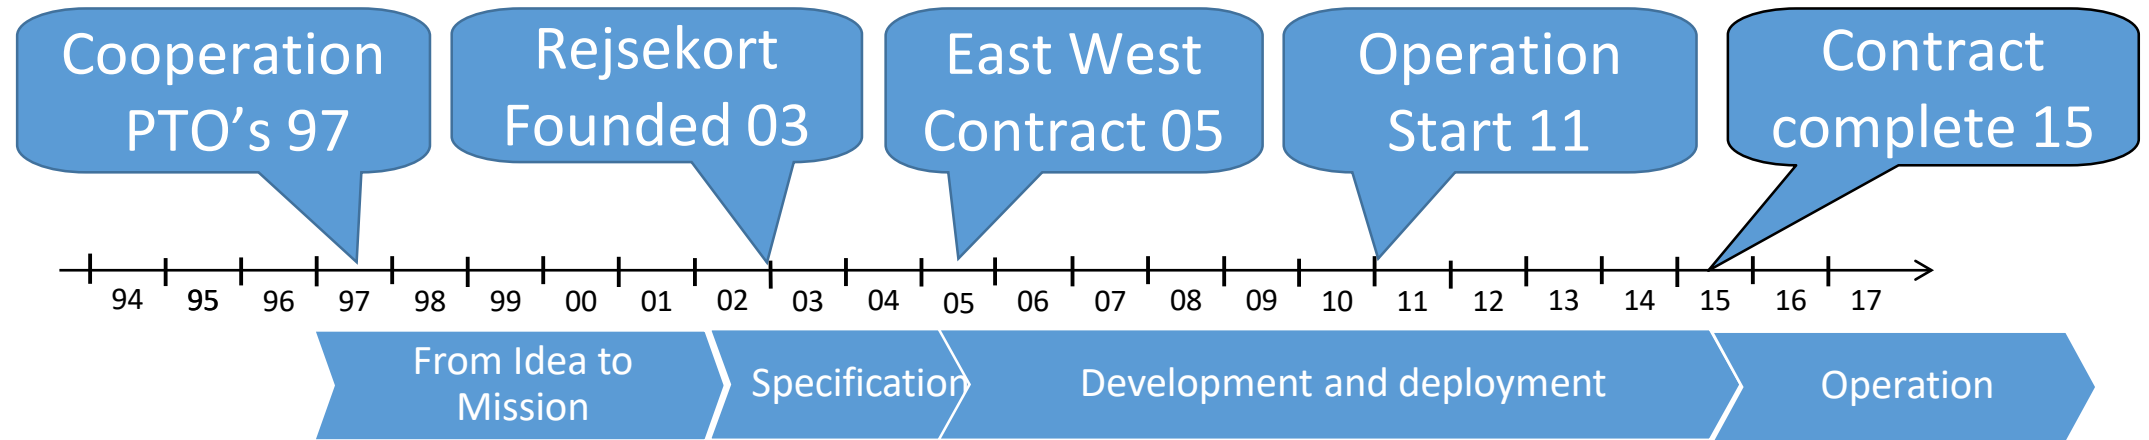 Cooperation
PTO’s 97
Rejsekort
Founded 03
East West
Contract 05
Operation
Start 11
Contract
complete 15
94 95 96 97 98 99 00 01 02 03 04 05 06 07 08 09 10 11 12 13 14 15 16 17
From Idea to
Mission
Specification
Development and deployment
Operation